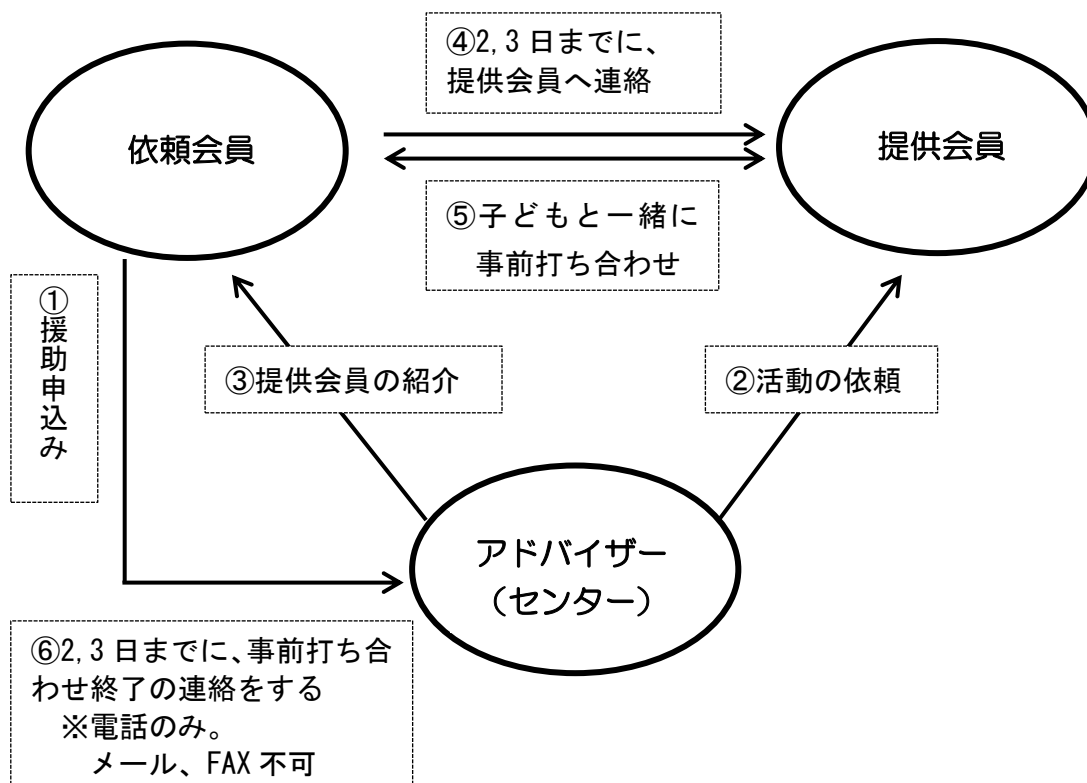 ④2,3日までに、
提供会員へ連絡
依頼会員
提供会員
⑤子どもと一緒に
事前打ち合わせ
①援助申込み
③提供会員の紹介
②活動の依頼
アドバイザー
(センター)
⑥2,3日までに、事前打ち合
わせ終了の連絡をする
※電話のみ。
メール、FAX不可